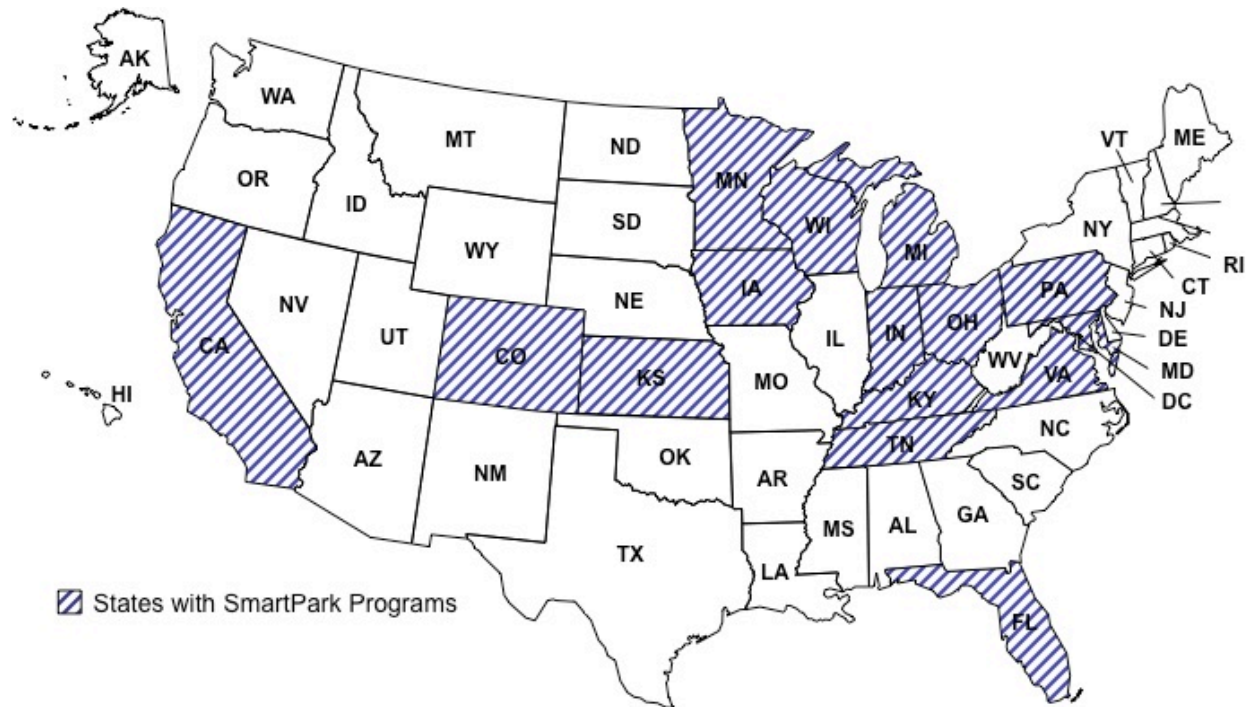 AK
WA
MT
ND
MN
VT
ME
OR
ID
SD
WI
NY
WY
MI
RI
IA
PA
CT
NE
NV
NJ
UT
CA
CO
IL
IN
OH
DE
KS
WV
MD
HI
MO
KY
VA
DC
NC
TN
AZ
NM
OK
AR
SC
MS
AL
GA
TX
LA
States with SmartPark Programs
FL